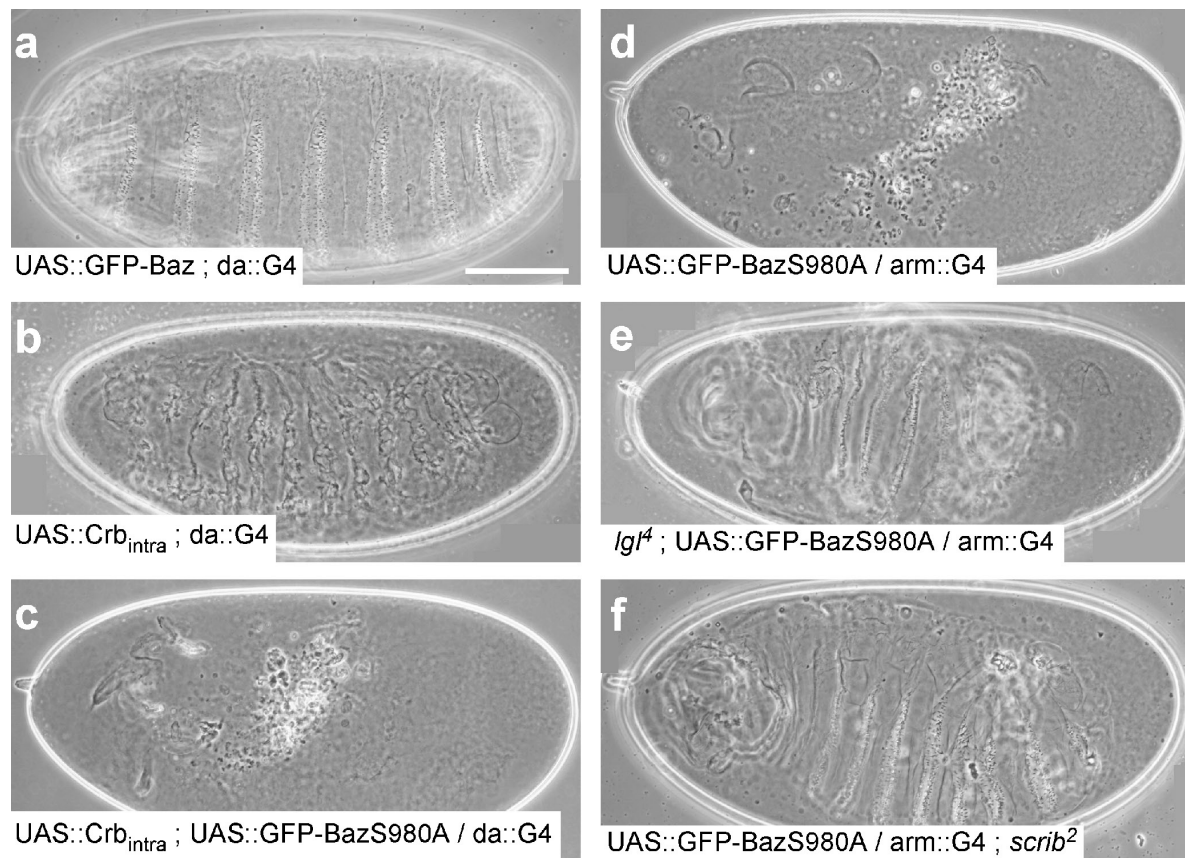 a
UAS::GFP-Baz ; da::G4
b
UAS::Crbintra ; da::G4
c
UAS::Crbintra ; UAS::GFP-BazS980A / da::G4
d
UAS::GFP-BazS980A / arm::G4
e
lgl4 ; UAS::GFP-BazS980A / arm::G4
f
UAS::GFP-BazS980A / arm::G4 ; scrib2